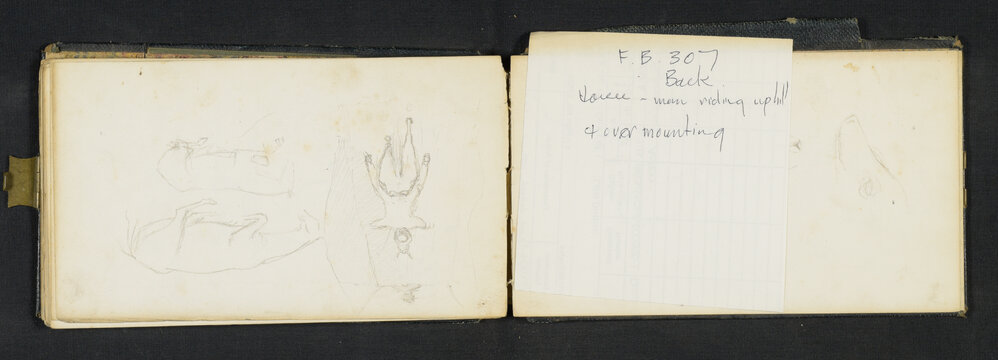 F. B. 307
Back
Horse - man riding uphill
& over mounting